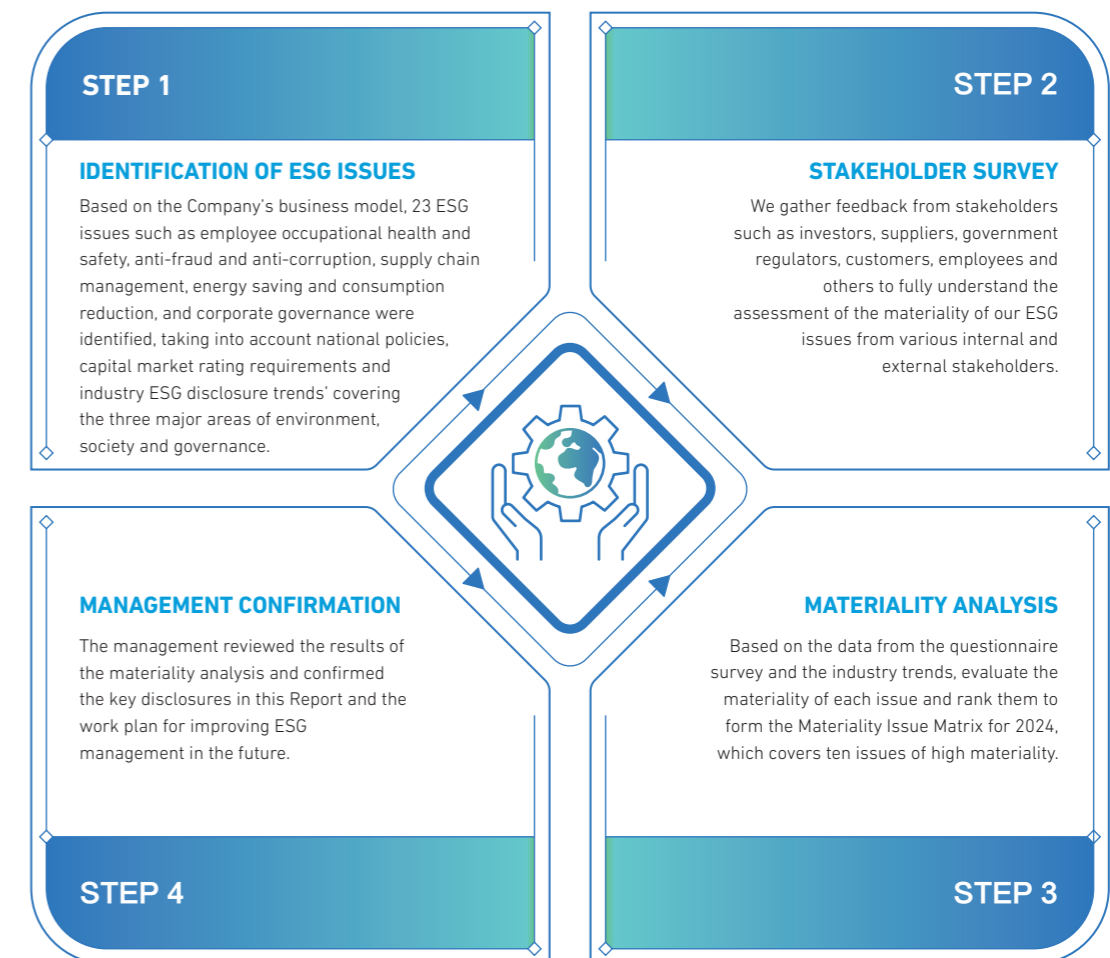 STEP 1
IDENTIFICATION OF ESG ISSUES
Based on the Company's business model, 23 ESG
issues such as employee occupational health and
safety, anti-fraud and anti-corruption, supply chain
management, energy saving and consumption
reduction, and corporate governance were
identified, taking into account national policies,
capital market rating requirements and
industry ESG disclosure trends' covering
the three major areas of environment,
society and governance.
STEP 2
STAKEHOLDER SURVEY
We gather feedback from stakeholders
such as investors, suppliers, government
regulators, customers, employees and
others to fully understand the
assessment of the materiality of our ESG
issues from various internal and
external stakeholders.
MATERIALITY ANALYSIS
Based on the data from the questionnaire
survey and the industry trends, evaluate the
materiality of each issue and rank them to
form the Materiality Issue Matrix for 2024,
which covers ten issues of high materiality.
STEP 3
MANAGEMENT CONFIRMATION
The management reviewed the results of
the materiality analysis and confirmed
the key disclosures in this Report and the
work plan for improving ESG
management in the future.
STEP 4